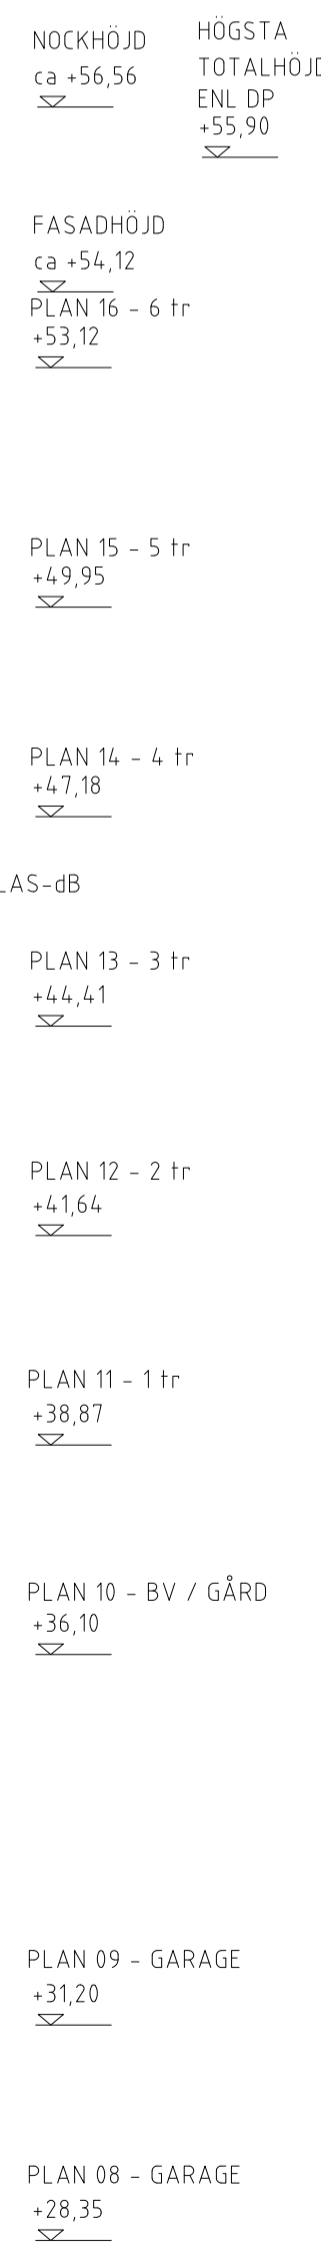 NOCKHÖJD
ca +56,56
HÖGSTA
TOTALHÖJD
ENL DP
+55,90
FASADHÖJD
ca +54,12
PLAN 16 - 6 tr
+53,12
PLAN 15 - 5 tr
+49,95
PLAN 14 - 4 tr
+47,18
LAS-dB
PLAN 13 - 3 tr
+44,41
PLAN 12 - 2 tr
+41,64
PLAN 11 - 1 tr
+38,87
PLAN 10 - BV / GÅRD
+36,10
PLAN 09 - GARAGE
+31,20
PLAN 08 - GARAGE
+28,35